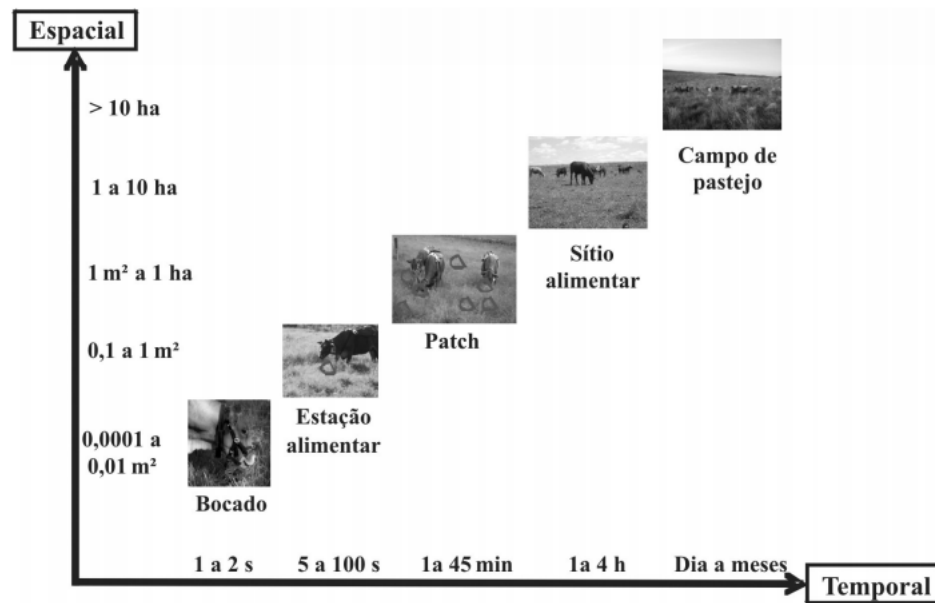 Espacial
> 10 ha
Campo de
pastejo
1 a 10 ha
Sítio
alimentar
1 m² a 1 ha
Patch
0,1 a 1 m²
Estação
alimentar
0,0001 a
0,01 m²
Bocado
1 a 2 s
5 a 100 s
1a 45 min
1a 4 h
Dia a meses
Temporal